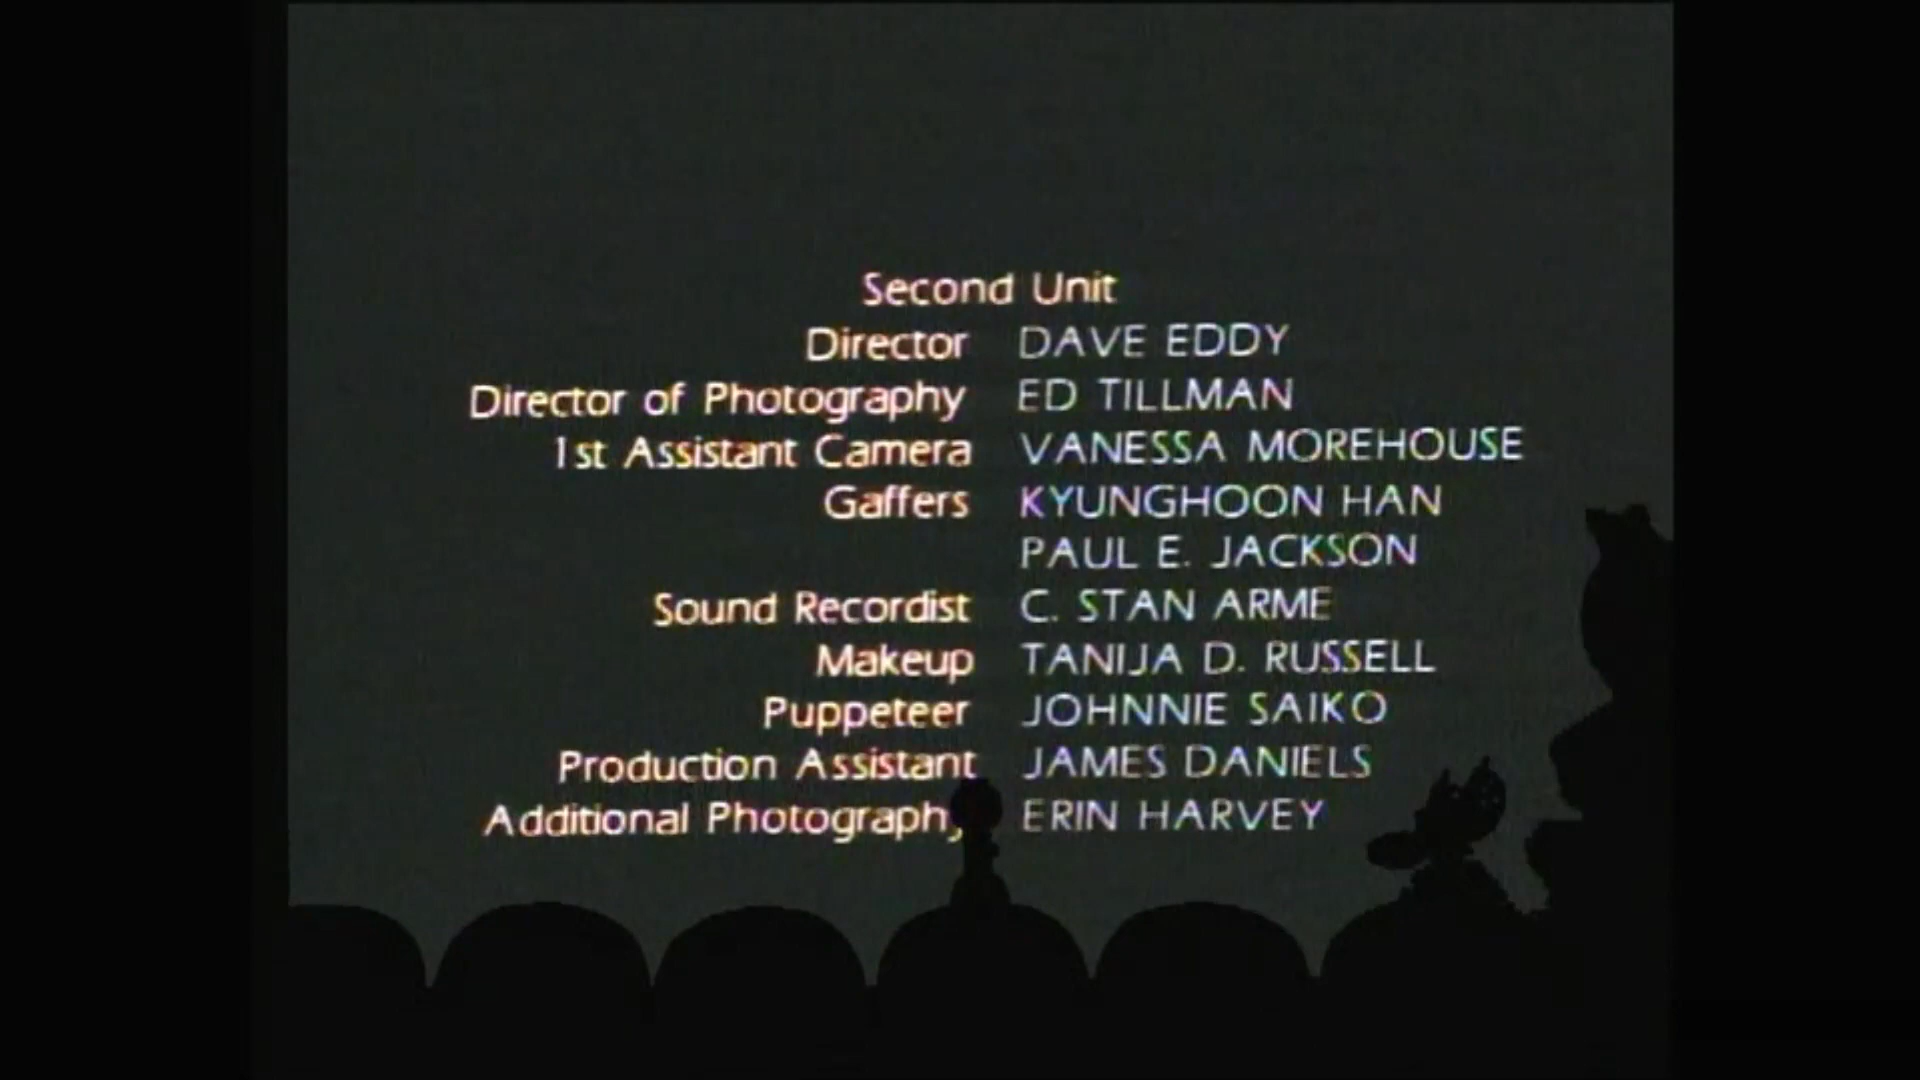 Second Unit
Director DAVE EDDY
Director of Photography ED TILLMAN
1st Assistant Camera VANESSA MOREHOUSE
Gaffers KYUNGHOON HAN
PAUL E. JACKSON
Sound Recordist C. STAN ARME
Makeup TANIJA D. RUSSELL
Puppeteer JOHNNIE SAIKO
Production Assistant JAMES DANIELS
Additional Photography ERIN HARVEY